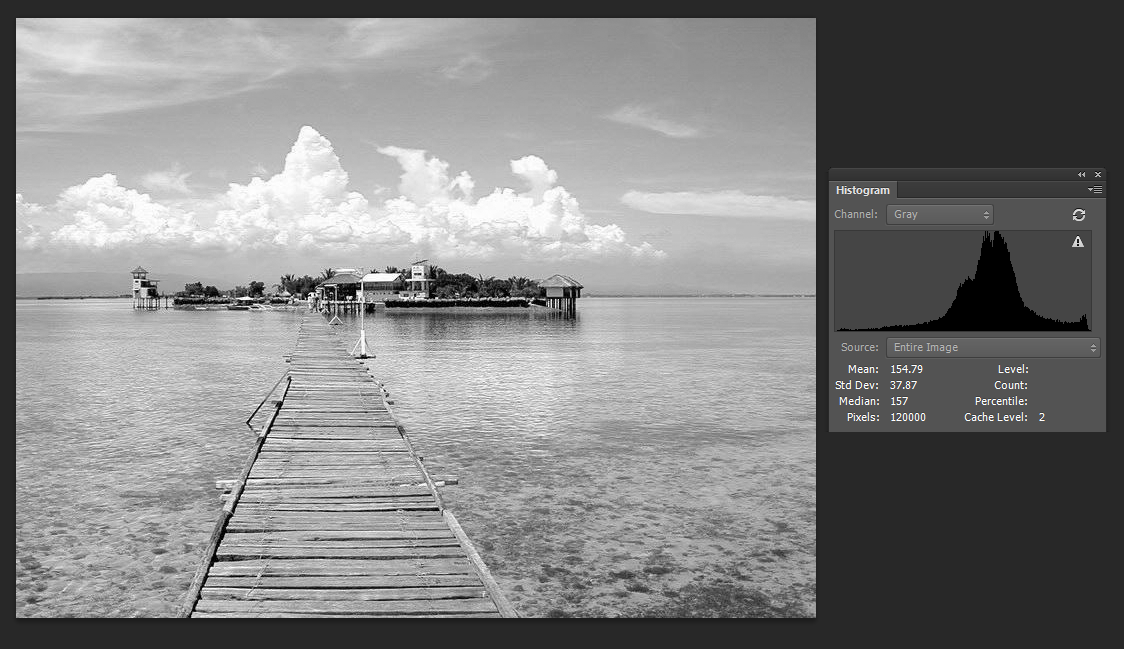 Histogram
Channel: Gray
Source: Entire Image
Mean: 154.79 Level:
Std Dev: 37.87 Count:
Median: 157 Percentile:
Pixels: 120000 Cache Level: 2